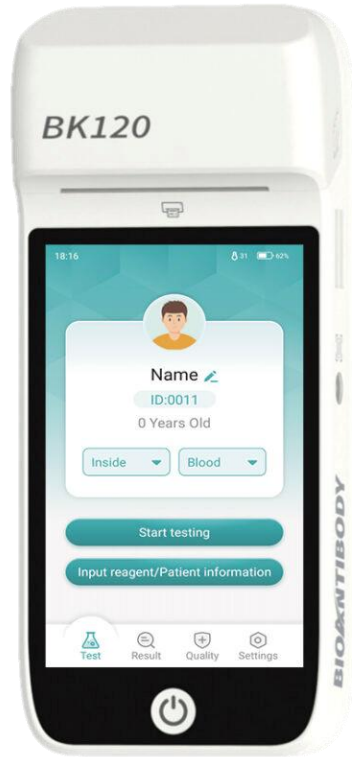 BK120
18:16
31
62%
Name
ID:0011
0 Years Old
Inside
Blood
Start testing
Input reagent/Patient information
Test
Result
Quality
Settings
BIOANTIBODY